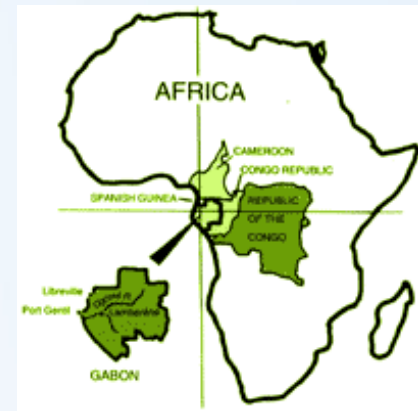 AFRICA
CAMEROON
CONGO REPUBLIC
SPANISH GUINEA
REPUBLIC
OF THE
CONGO
Libreville
Port Gentil
Lambaréné
GABON